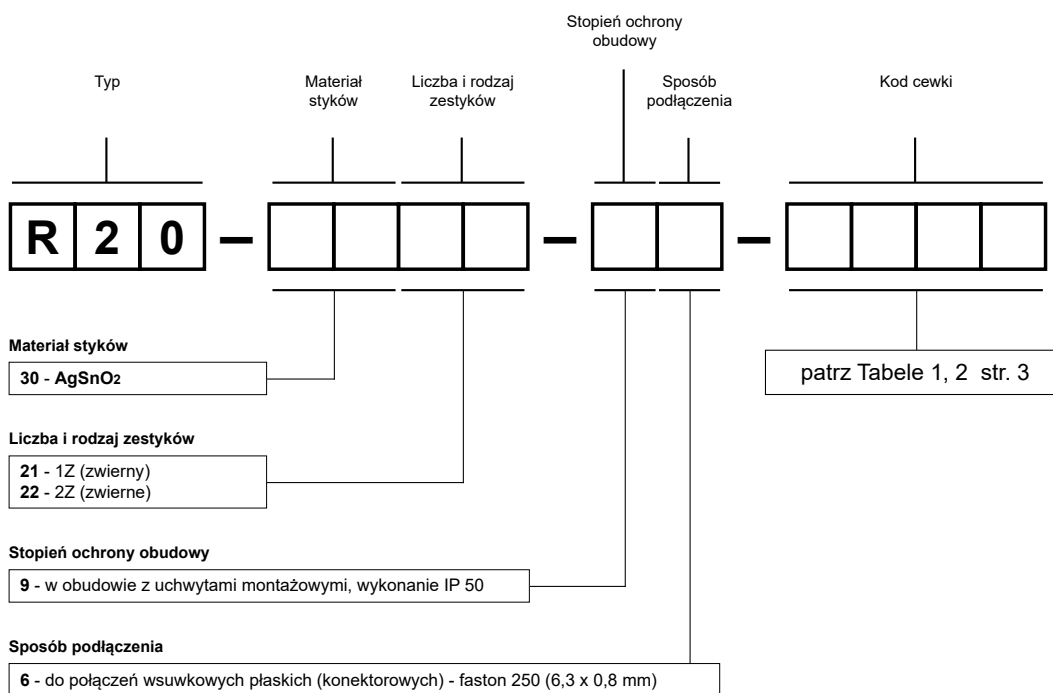 Stopień ochrony
obudowy
Typ
Materiał
styków
Liczba i rodzaj
zestyków
Sposób
podłączenia
Kod cewki
R 2 0 – – –
Materiał styków
30 - AgSnO2
patrz Tabele 1, 2 str. 3
Liczba i rodzaj zestyków
21 - 1Z (zwierny)
22 - 2Z (zwierne)
Stopień ochrony obudowy
9 - w obudowie z uchwytami montażowymi, wykonanie IP 50
Sposób podłączenia
6 - do połączeń wsuwkowych płaskich (konektorowych) - faston 250 (6,3 x 0,8 mm)